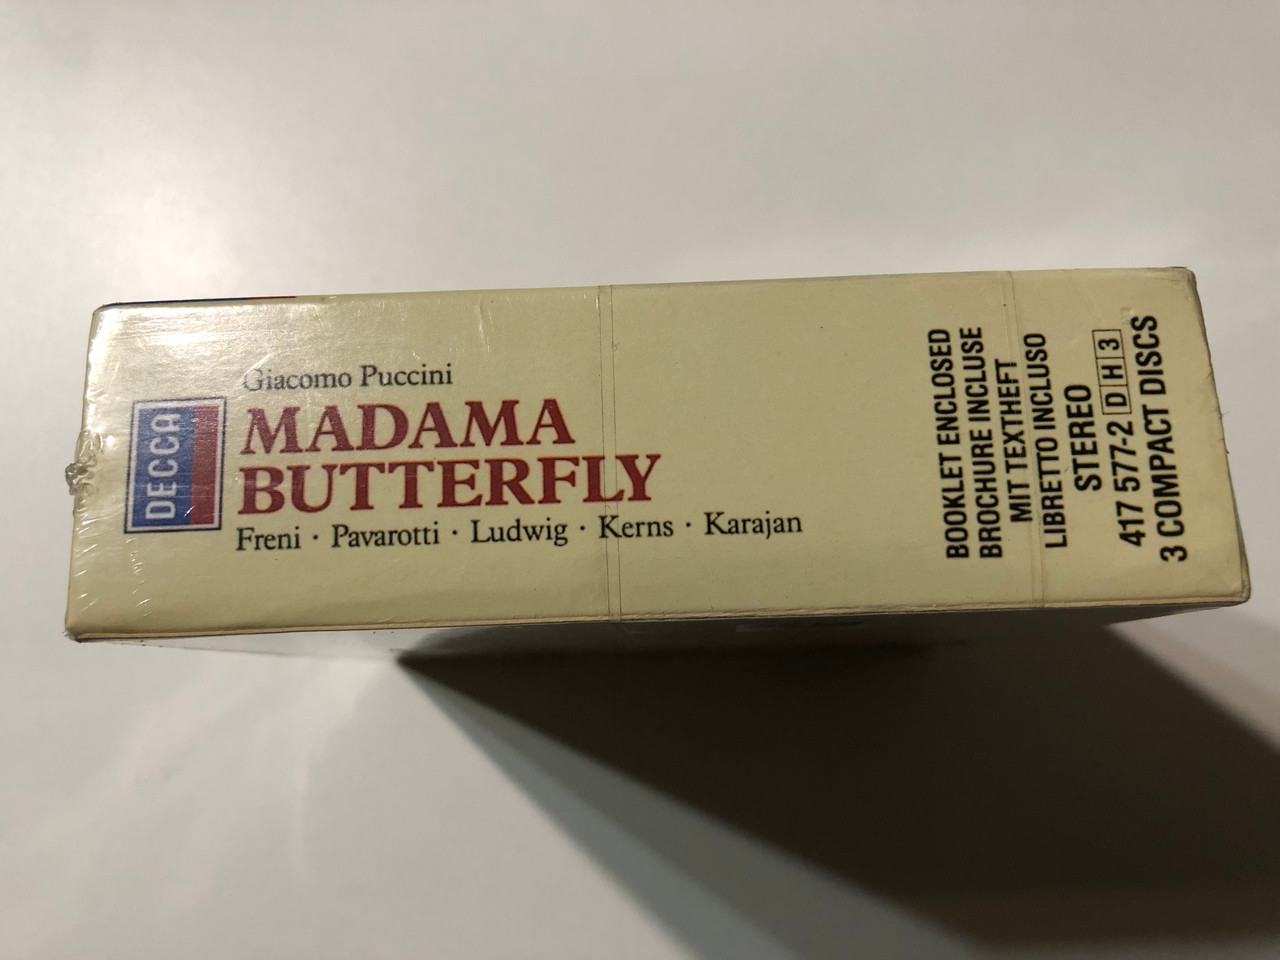 DECCA
Giacomo Puccini
MADAMA
BUTTERFLY
Freni · Pavarotti · Ludwig · Kerns · Karajan
BOOKLET ENCLOSED
BROCHURE INCLUSE
MIT TEXTHEFT
LIBRETTO INCLUSO
STEREO
417 577-2 DH3
3 COMPACT DISCS